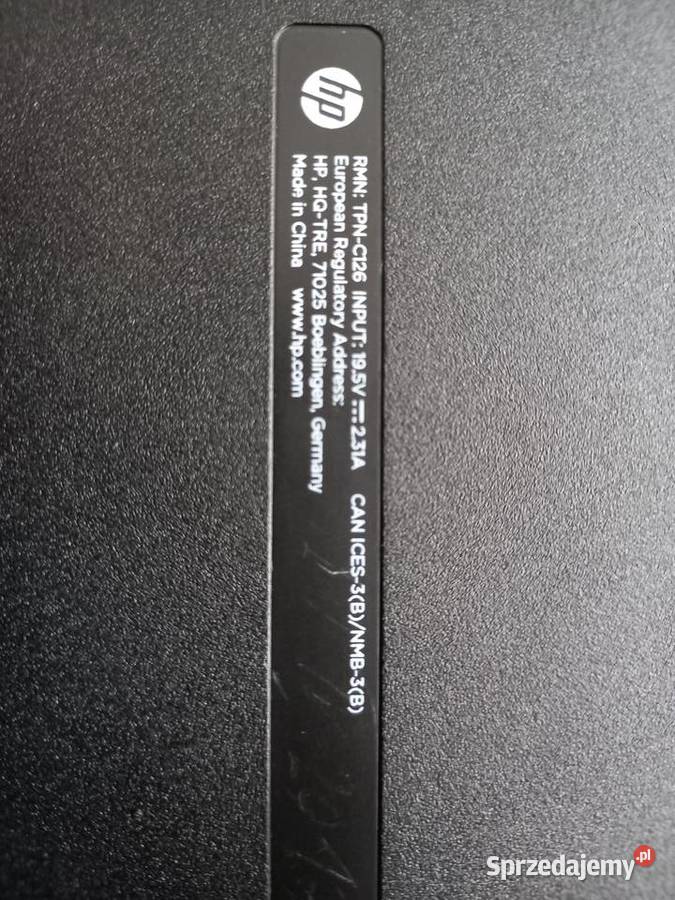 hp
RMN: TPN-C126 INPUT: 19.5V⎓2.31A CAN ICES-3(B)/NMB-3(B)
European Regulatory Address:
HP, HQ-TRE, 71025 Boeblingen, Germany
Made in China www.hp.com
Sprzedajemy.pl